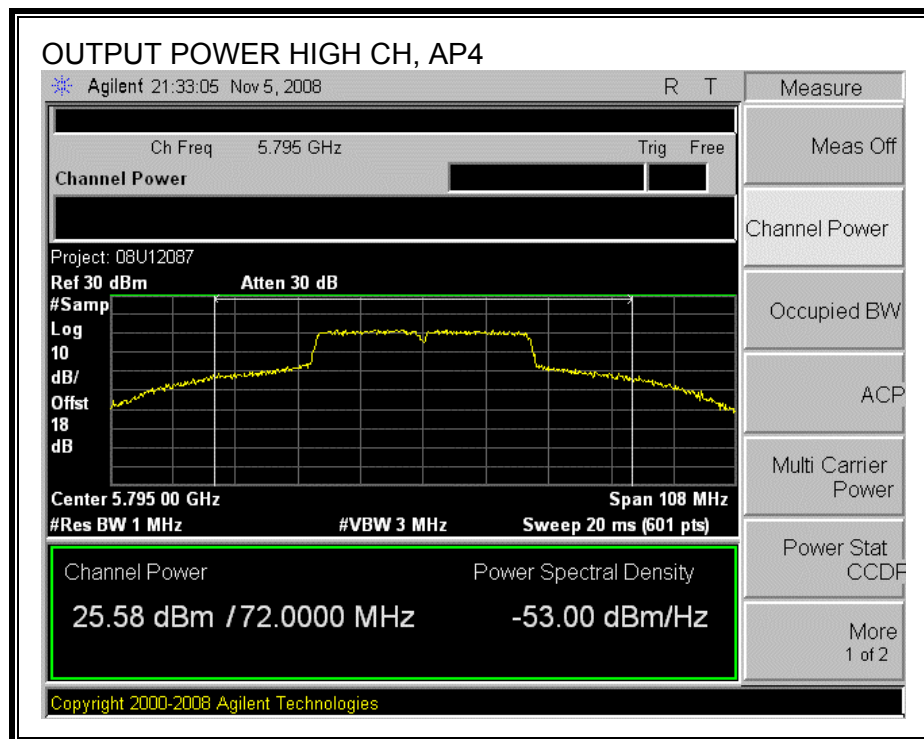 OUTPUT POWER HIGH CH, AP4
Agilent 21:33:05 Nov 5, 2008 R T
Measure
Ch Freq 5.795 GHz Trig Free
Channel Power
Meas Off
Channel Power
Project: 08U12087
Ref 30 dBm Atten 30 dB
#Samp
Log
10
dB/
Offst
18
dB
Occupied BW
ACP
Multi Carrier
Power
Center 5.795 00 GHz Span 108 MHz
#Res BW 1 MHz #VBW 3 MHz Sweep 20 ms (601 pts)
Power Stat
CCDF
Channel Power Power Spectral Density
25.58 dBm / 72.0000 MHz -53.00 dBm/Hz
More
1 of 2
Copyright 2000-2008 Agilent Technologies